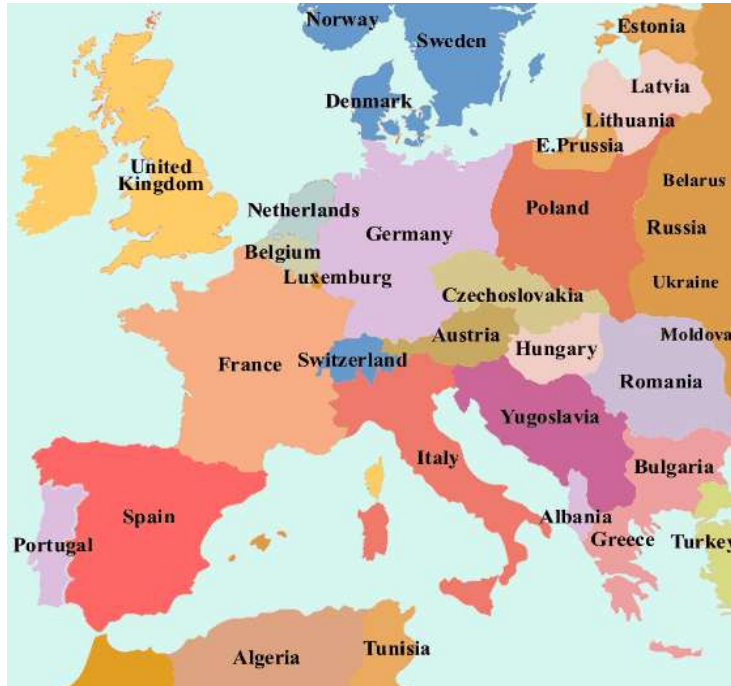 Norway
Sweden
Estonia
Latvia
Denmark
Lithuania
E.Prussia
United
Kingdom
Belarus
Netherlands
Poland
Germany
Russia
Belgium
Luxemburg
Ukraine
Czechoslovakia
Austria
Moldova
Hungary
Switzerland
France
Romania
Yugoslavia
Italy
Bulgaria
Spain
Albania
Portugal
Greece
Turkey
Tunisia
Algeria